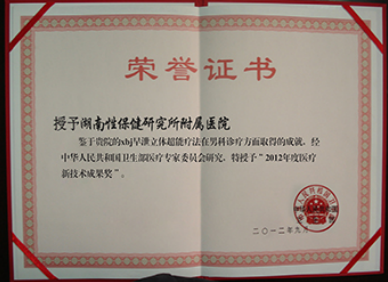 荣誉证书
授予湖南性保健研究所附属医院
鉴于贵院的xbj早泄立体超能疗法在男科诊疗方面取得的成就，经
中华人民共和国卫生部医疗专家委员会研究，特授予“2012年度医疗
新技术成果奖”。
二〇一二年九月